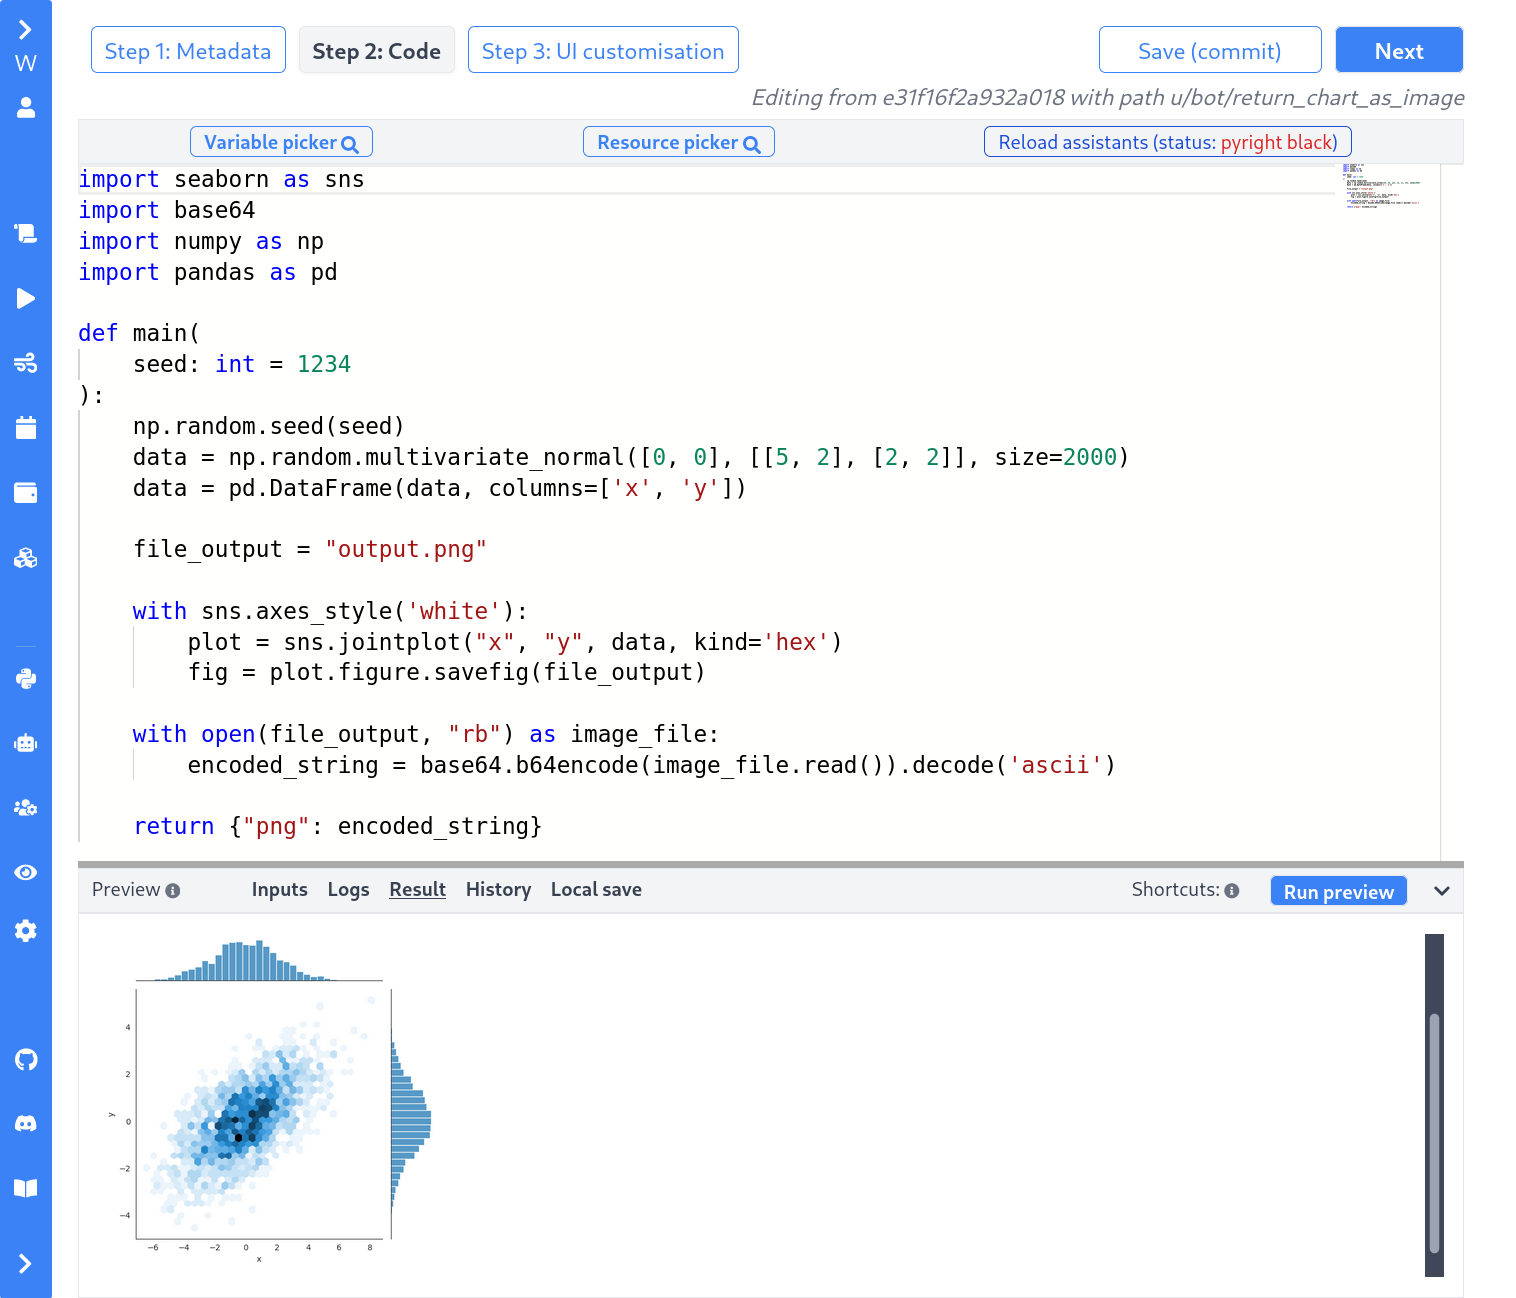 W
Step 1: Metadata Step 2: Code Step 3: UI customisation Save (commit) Next
Editing from e31f16f2a932a018 with path u/bot/return_chart_as_image
Variable picker Resource picker Reload assistants (status: pyright black)
import seaborn as sns
import base64
import numpy as np
import pandas as pd
def main(
    seed: int = 1234
):
    np.random.seed(seed)
    data = np.random.multivariate_normal([0, 0], [[5, 2], [2, 2]], size=2000)
    data = pd.DataFrame(data, columns=['x', 'y'])
    file_output = "output.png"
    with sns.axes_style('white'):
        plot = sns.jointplot("x", "y", data, kind='hex')
        fig = plot.figure.savefig(file_output)
    with open(file_output, "rb") as image_file:
        encoded_string = base64.b64encode(image_file.read()).decode('ascii')
    return {"png": encoded_string}
Preview Inputs Logs Result History Local save Shortcuts: Run preview
4
2
y
0
−2
−4
−6 −4 −2 0 2 4 6 8
x